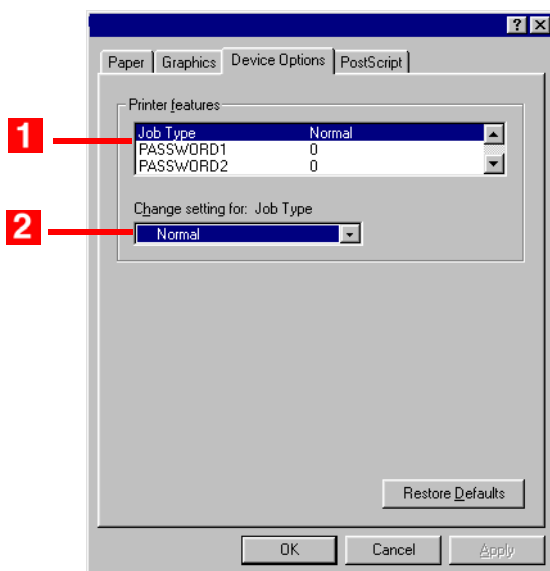 ?
Paper Graphics Device Options PostScript
Printer features
1
Job Type Normal
PASSWORD1 0
PASSWORD2 0
Change setting for: Job Type
2
Normal
Restore Defaults
OK Cancel Apply